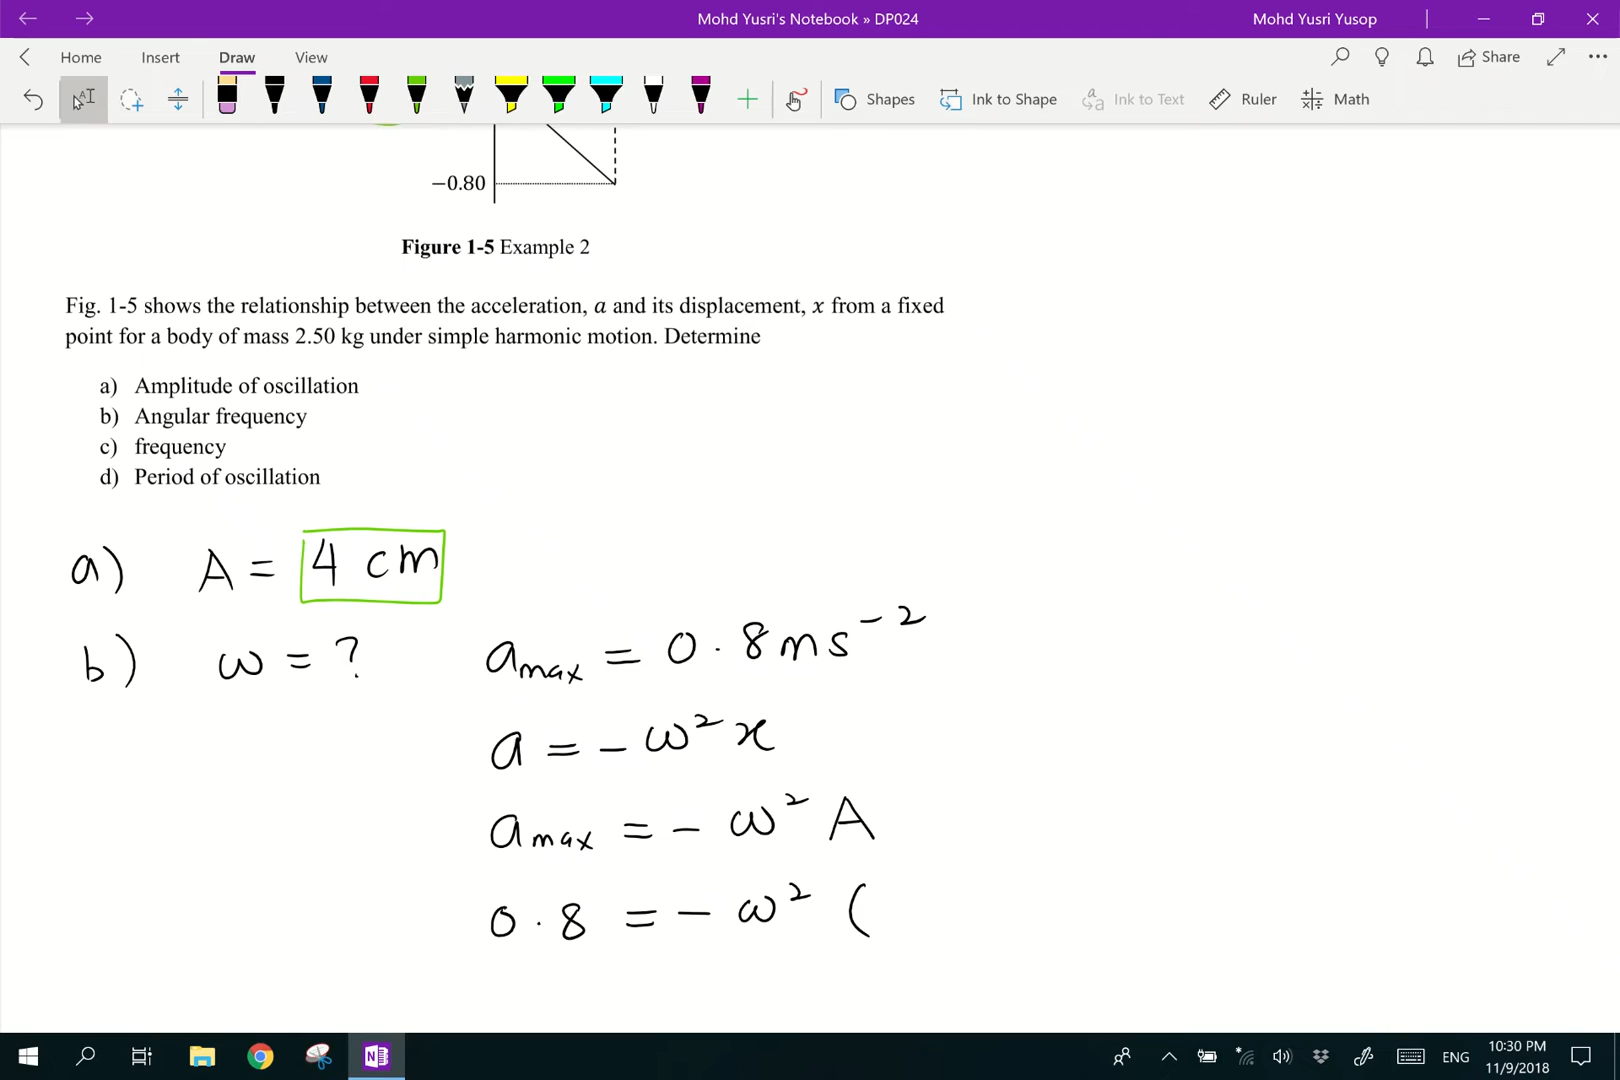 Mohd Yusri's Notebook » DP024
Mohd Yusri Yusop
Home Insert Draw View
Share
Shapes Ink to Shape Ink to Text Ruler Math
−0.80
Figure 1-5 Example 2
Fig. 1-5 shows the relationship between the acceleration, a and its displacement, x from a fixed
point for a body of mass 2.50 kg under simple harmonic motion. Determine
a) Amplitude of oscillation
b) Angular frequency
c) frequency
d) Period of oscillation
a) A = 4 cm
b) ω = ? a_max = 0.8 ms⁻²
a = − ω² x
a_max = − ω² A
0.8 = − ω² (
ENG
10:30 PM
11/9/2018